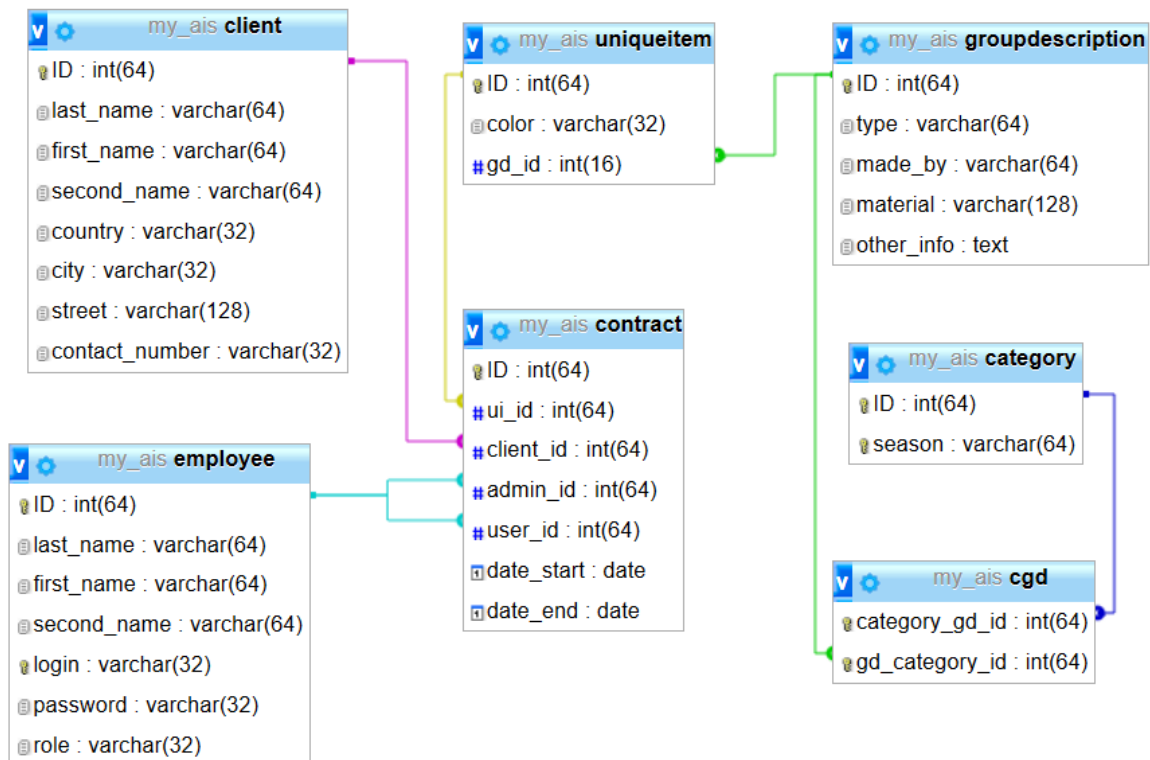 my_ais client
ID : int(64)
last_name : varchar(64)
first_name : varchar(64)
second_name : varchar(64)
country : varchar(32)
city : varchar(32)
street : varchar(128)
contact_number : varchar(32)
my_ais uniqueitem
ID : int(64)
color : varchar(32)
gd_id : int(16)
my_ais groupdescription
ID : int(64)
type : varchar(64)
made_by : varchar(64)
material : varchar(128)
other_info : text
my_ais contract
ID : int(64)
ui_id : int(64)
client_id : int(64)
admin_id : int(64)
user_id : int(64)
date_start : date
date_end : date
my_ais category
ID : int(64)
season : varchar(64)
my_ais employee
ID : int(64)
last_name : varchar(64)
first_name : varchar(64)
second_name : varchar(64)
login : varchar(32)
password : varchar(32)
role : varchar(32)
my_ais cgd
category_gd_id : int(64)
gd_category_id : int(64)